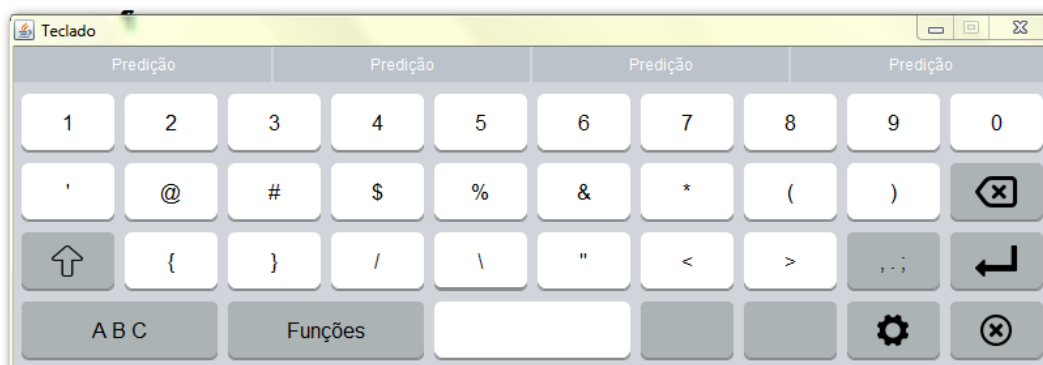 Teclado
Predição Predição Predição Predição
1 2 3 4 5 6 7 8 9 0
' @ # $ % & * ( )
{ } / \ " < > , . ;
A B C Funções